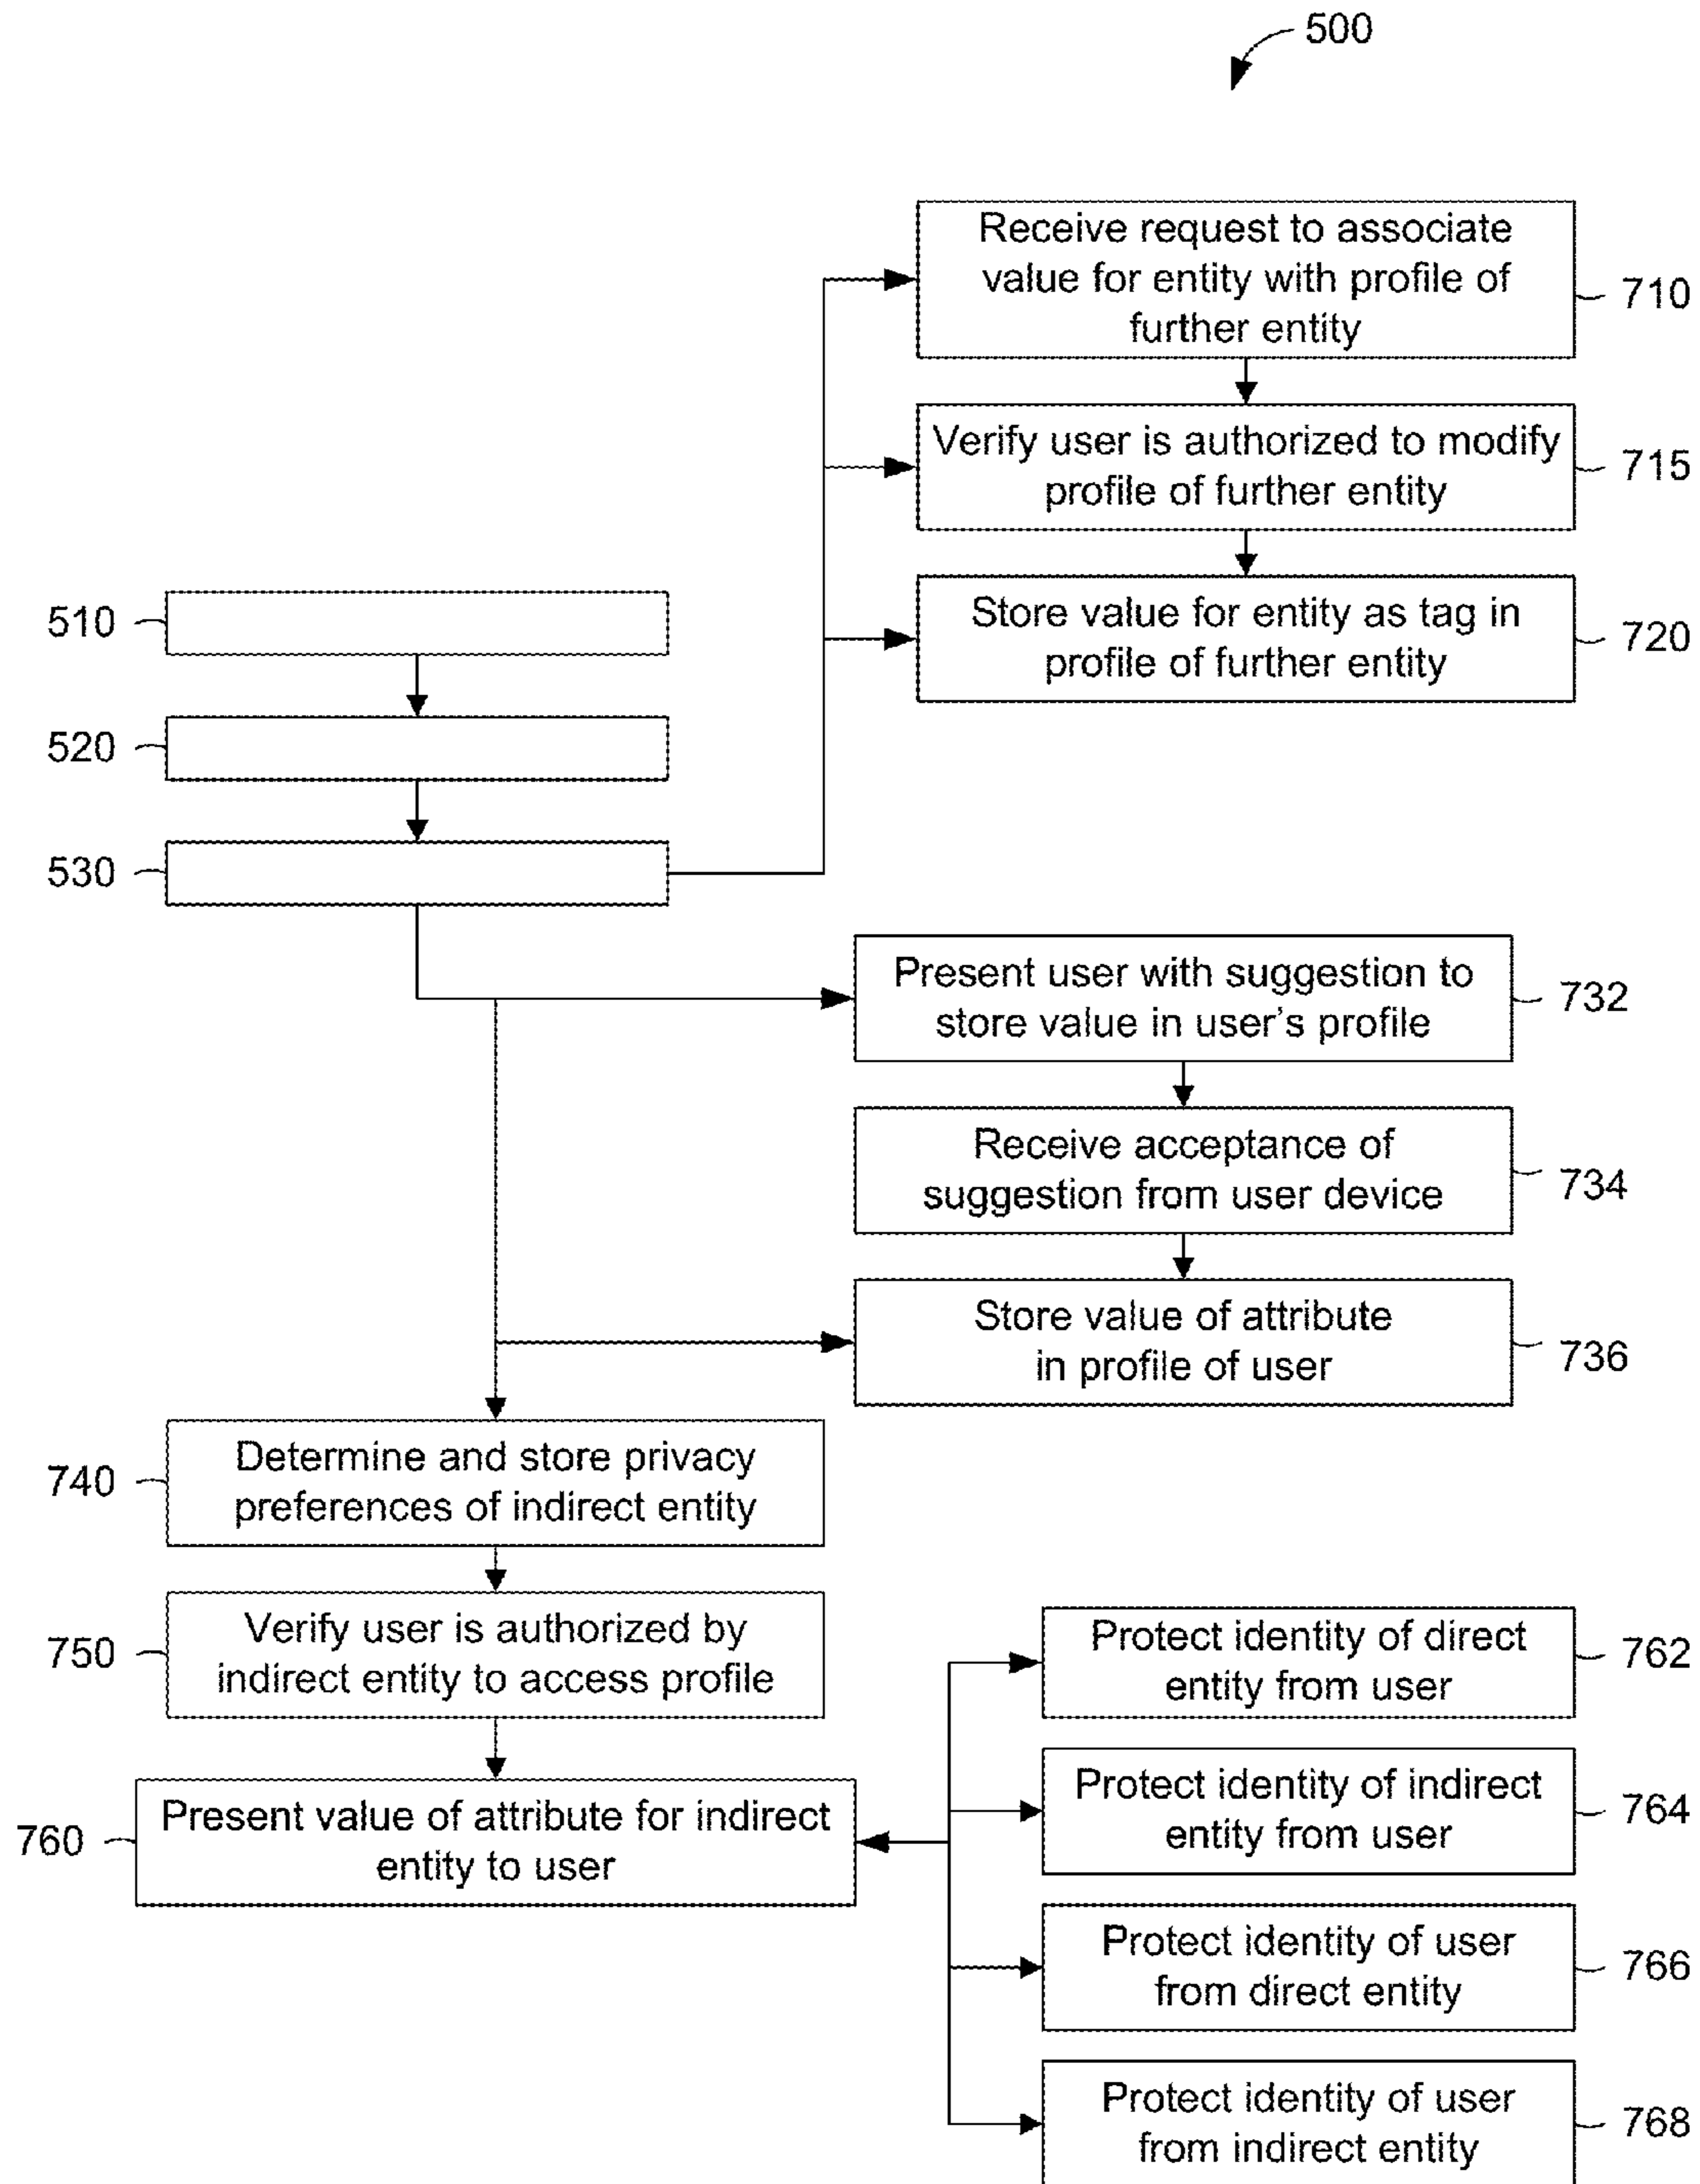 500
Receive request to associate
value for entity with profile of
further entity
710
Verify user is authorized to modify
profile of further entity
715
Store value for entity as tag in
profile of further entity
720
510
520
530
Present user with suggestion to
store value in user's profile
732
Receive acceptance of
suggestion from user device
734
Store value of attribute
in profile of user
736
740
Determine and store privacy
preferences of indirect entity
750
Verify user is authorized by
indirect entity to access profile
760
Present value of attribute for indirect
entity to user
Protect identity of direct
entity from user
762
Protect identity of indirect
entity from user
764
Protect identity of user
from direct entity
766
Protect identity of user
from indirect entity
768